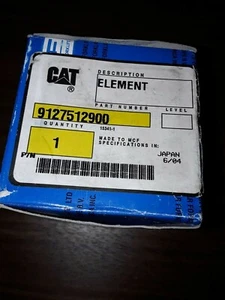 CAT
®
DESCRIPTION
ELEMENT
PART NUMBER
LEVEL
9127512900
QUANTITY
1
MADE TO MCF
SPECIFICATIONS IN:
P/N
JAPAN
6/04